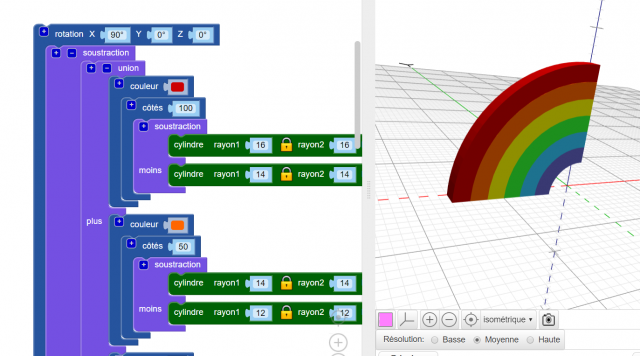 rotation X 90° Y 0° Z 0°
soustraction
union
couleur
côtés 100
soustraction
cylindre rayon1 16 rayon2 16
moins cylindre rayon1 14 rayon2 14
plus couleur
côtés 50
soustraction
cylindre rayon1 14 rayon2 14
moins cylindre rayon1 12 rayon2 12
isométrique
Résolution: Basse Moyenne Haute